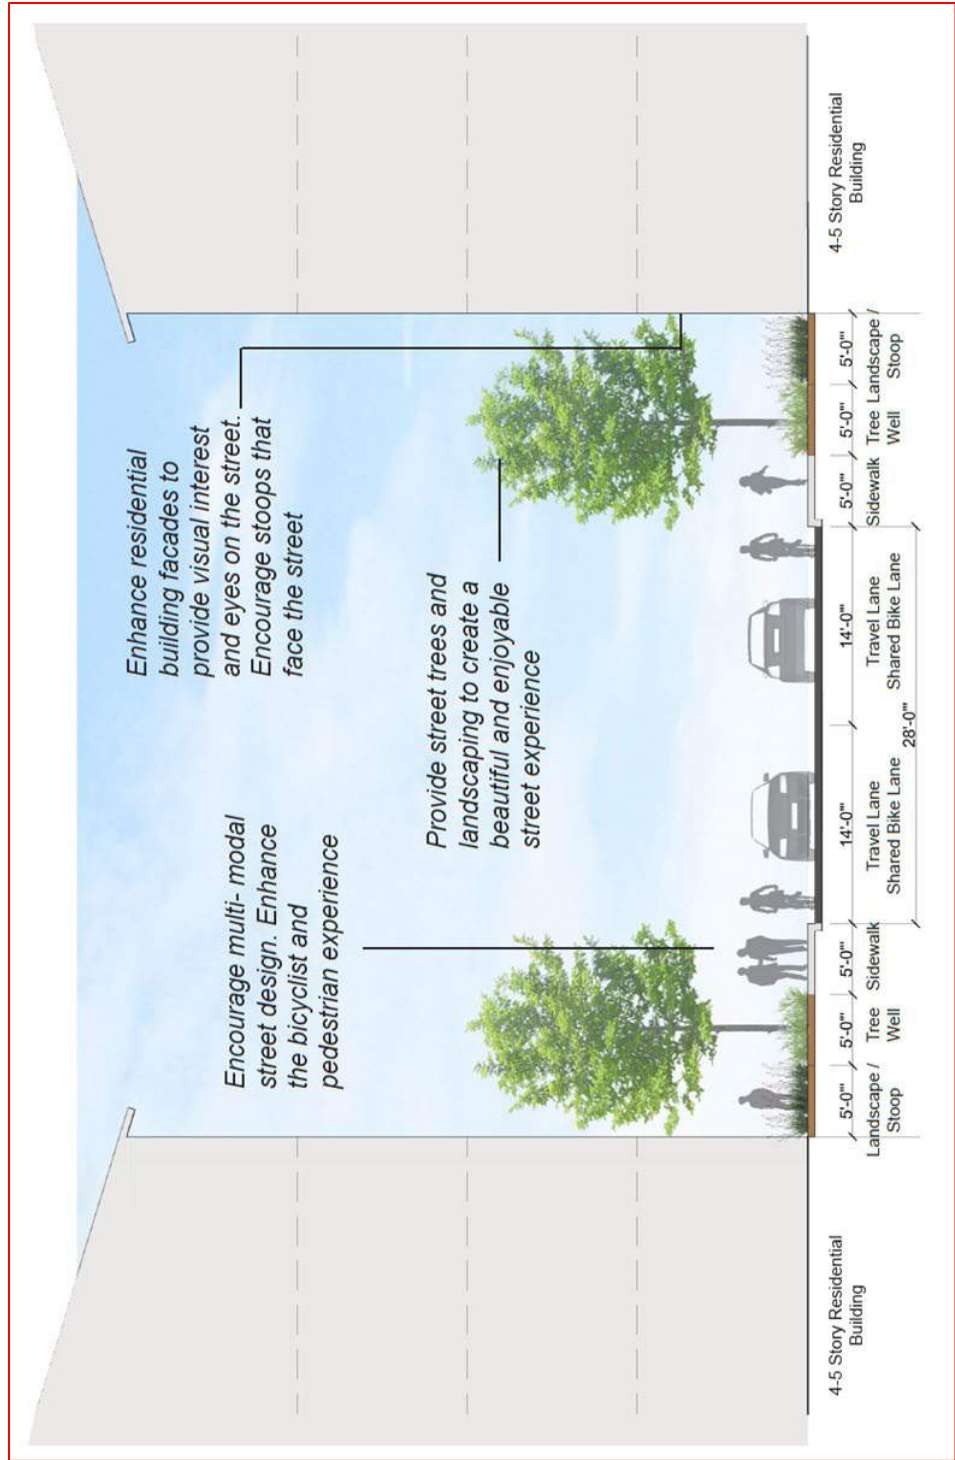 Enhance residential
building facades to
provide visual interest
and eyes on the street.
Encourage stoops that
face the street
Encourage multi- modal
street design. Enhance
the bicyclist and
pedestrian experience
Provide street trees and
landscaping to create a
beautiful and enjoyable
street experience
4-5 Story Residential
Building
5'-0"' 5'-0"' 5'-0"' 14'-0"' 14'-0"' 5'-0"' 5'-0"' 5'-0"'
Landscape /
Stoop
Tree
Well
Sidewalk
Travel Lane
Shared Bike Lane
Travel Lane
Shared Bike Lane
Sidewalk
Tree
Well
Landscape /
Stoop
4-5 Story Residential
Building
28'-0"'